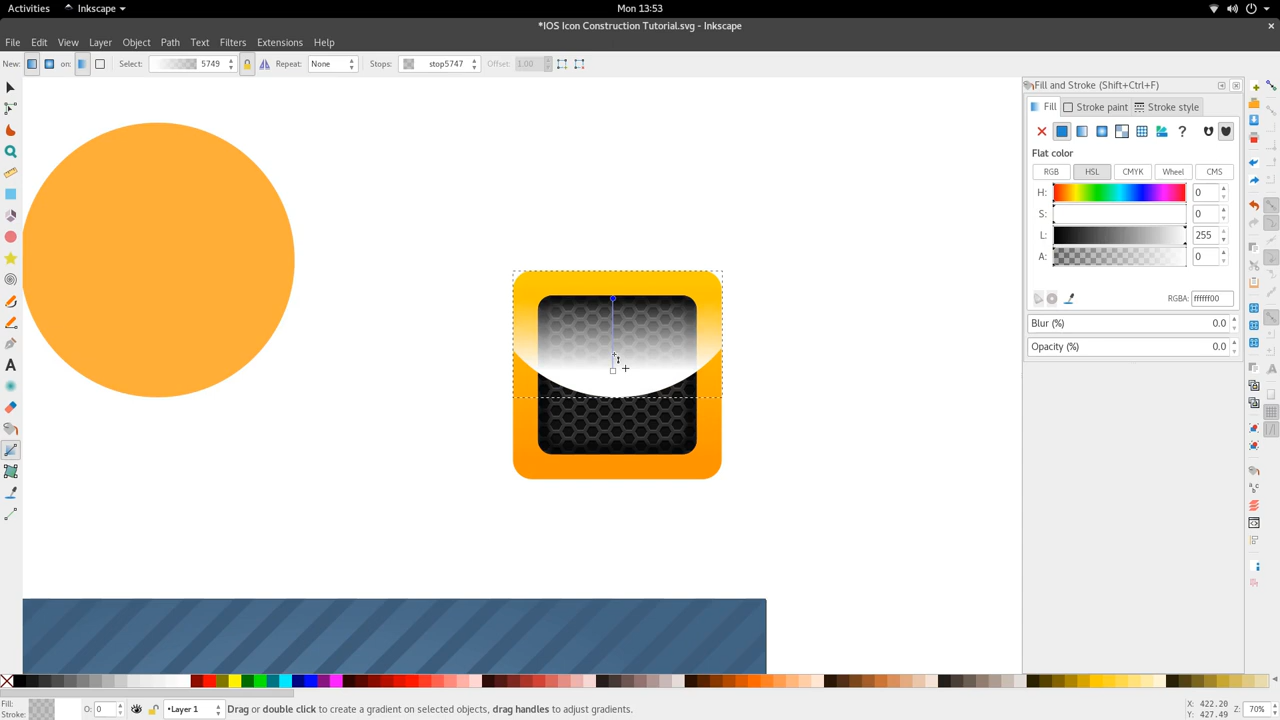 Activities Inkscape Mon 13:53
*IOS Icon Construction Tutorial.svg - Inkscape
File Edit View Layer Object Path Text Filters Extensions Help
New: on: Select: 5749 Repeat: None Stops: stop5747 Offset: 1.00
Fill and Stroke (Shift+Ctrl+F)
Fill Stroke paint Stroke style
Flat color
RGB HSL CMYK Wheel CMS
H: 0
S: 0
L: 255
A: 0
RGBA: ffffff00
Blur (%) 0.0
Opacity (%) 0.0
Fill:
Stroke:
O: 0
•Layer 1
Drag or double click to create a gradient on selected objects, drag handles to adjust gradients.
X: 422.20
Y: 427.49
Z: 70%